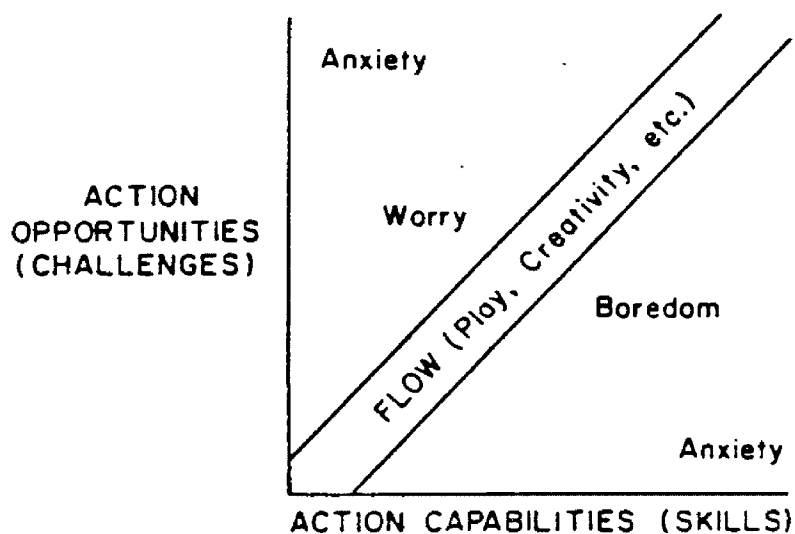 Anxiety
ACTION
OPPORTUNITIES
(CHALLENGES)
Worry
FLOW (Play, Creativity, etc.)
Boredom
Anxiety
ACTION CAPABILITIES (SKILLS)